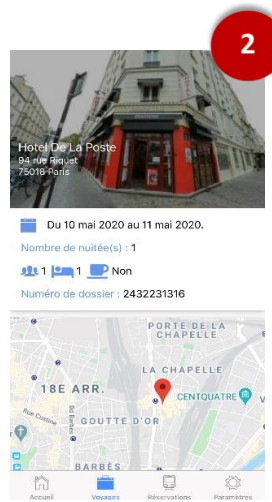 2
Hotel De La Poste
94 rue Riquet
75018 Paris
Du 10 mai 2020 au 11 mai 2020.
Nombre de nuitée(s) : 1
1 1 Non
Numéro de dossier : 2432231316
PORTE DE LA
CHAPELLE
LA CHAPELLE
18E ARR.
CENTQUATRE
Rue Custine
GOUTTE D'OR
BARBÈS
Accueil Voyages Réservations Paramètres